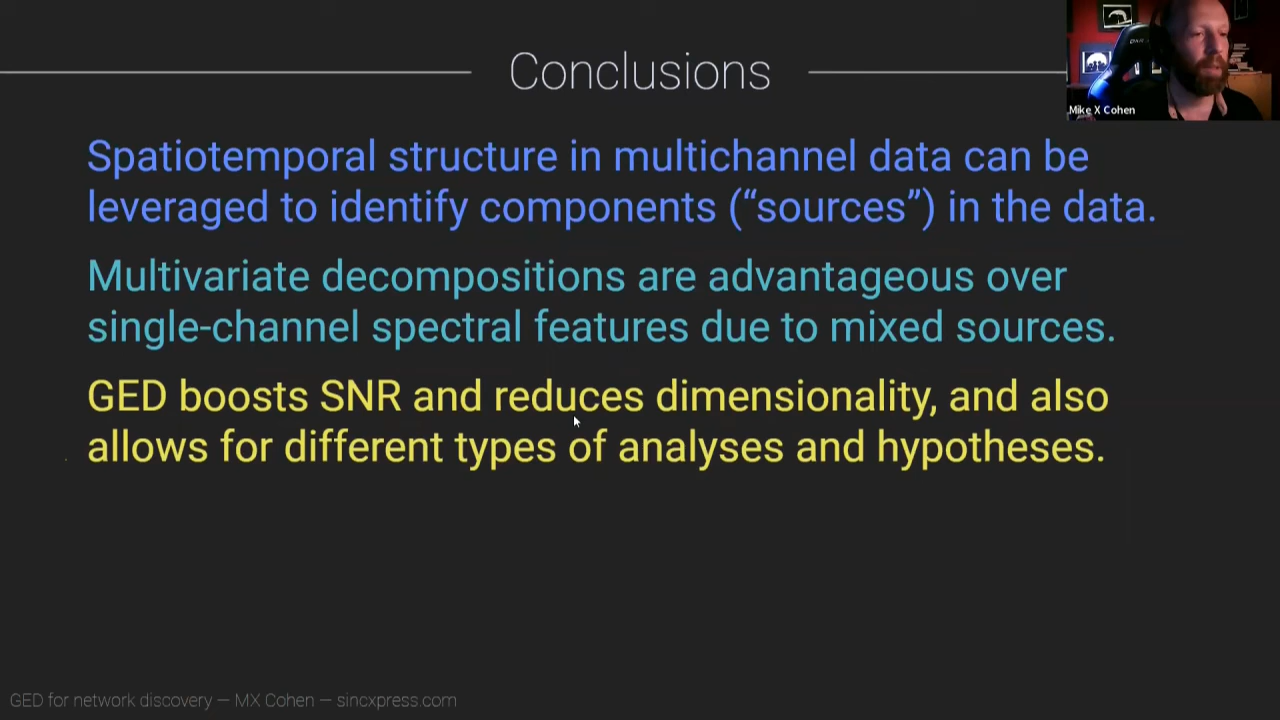 Conclusions
Mike X Cohen
Spatiotemporal structure in multichannel data can be
leveraged to identify components (“sources”) in the data.
Multivariate decompositions are advantageous over
single-channel spectral features due to mixed sources.
GED boosts SNR and reduces dimensionality, and also
allows for different types of analyses and hypotheses.
GED for network discovery — MX Cohen — sincxpress.com